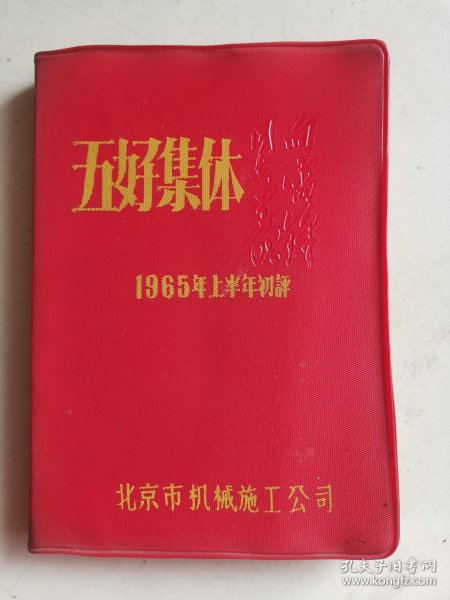 五好集体
1965年上半年初評
北京市机械施工公司
孔夫子旧书网
www.kongfz.com